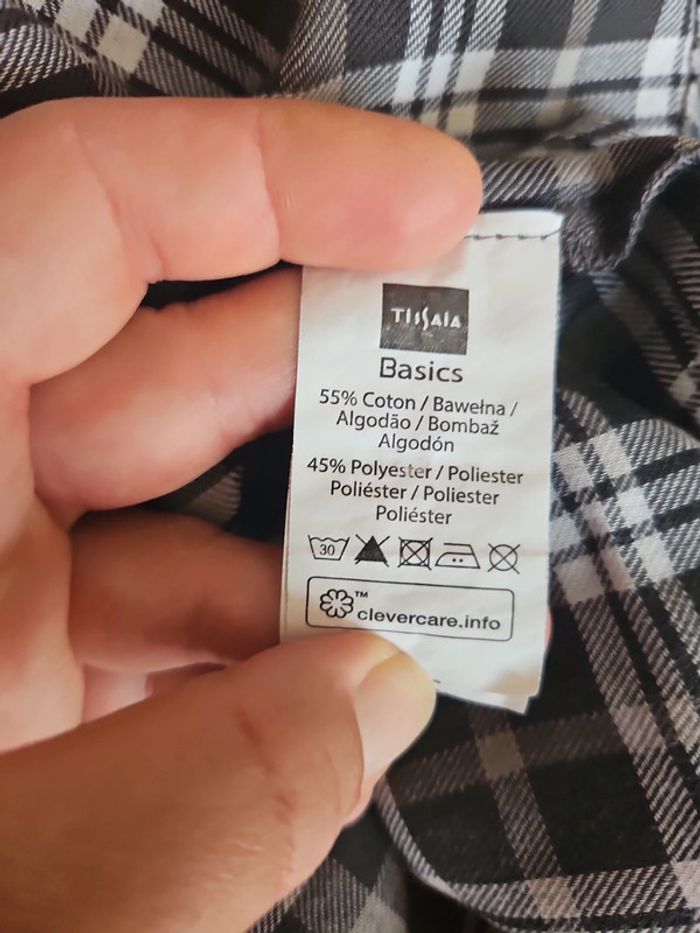 TISSAIA
Basics
55% Coton / Bawełna /
Algodão / Bombaž
Algodón
45% Polyester / Poliester
Poliéster / Poliester
Poliéster
30
TM
clevercare.info